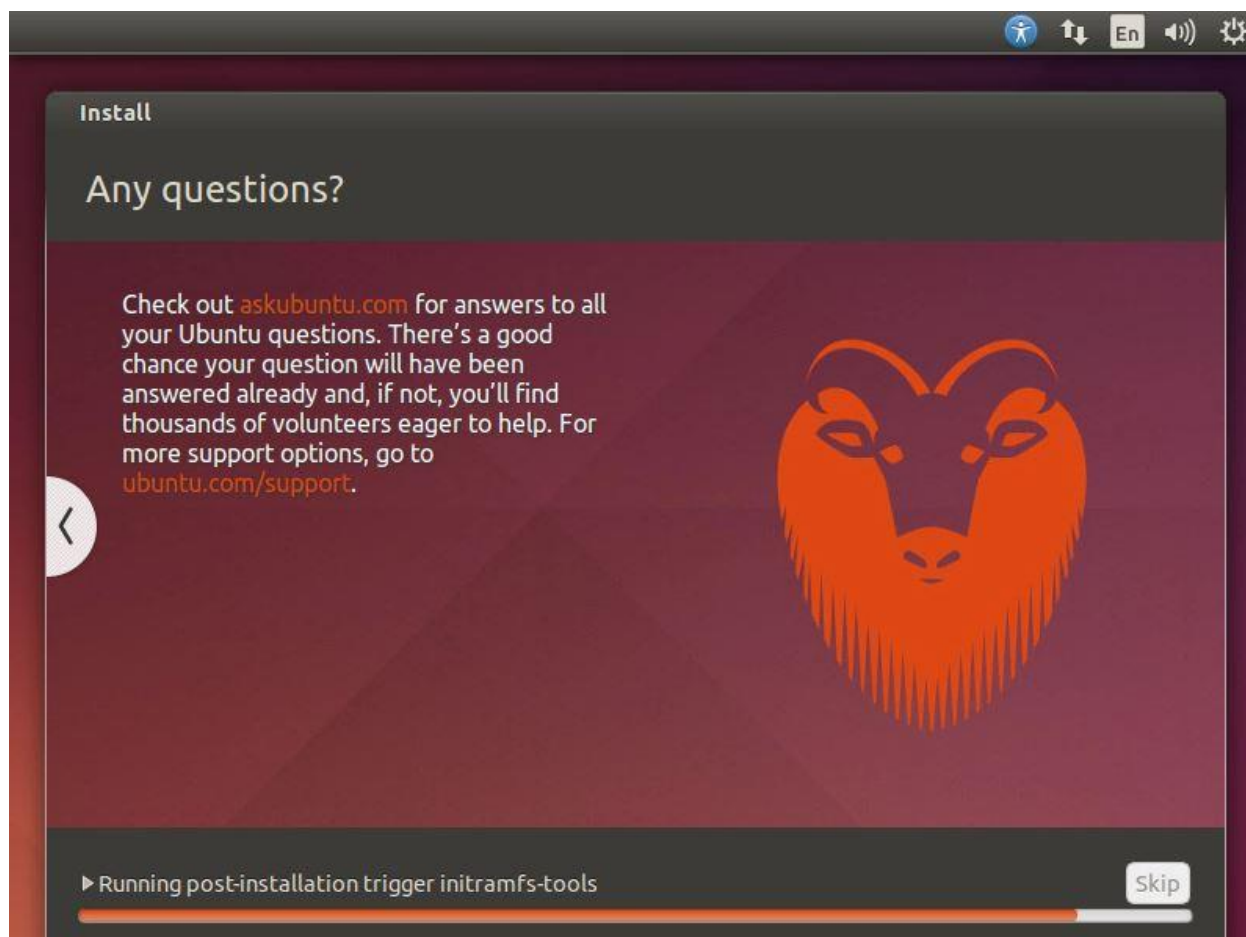 En
Install
Any questions?
Check out askubuntu.com for answers to all
your Ubuntu questions. There’s a good
chance your question will have been
answered already and, if not, you’ll find
thousands of volunteers eager to help. For
more support options, go to
ubuntu.com/support.
Running post-installation trigger initramfs-tools
Skip